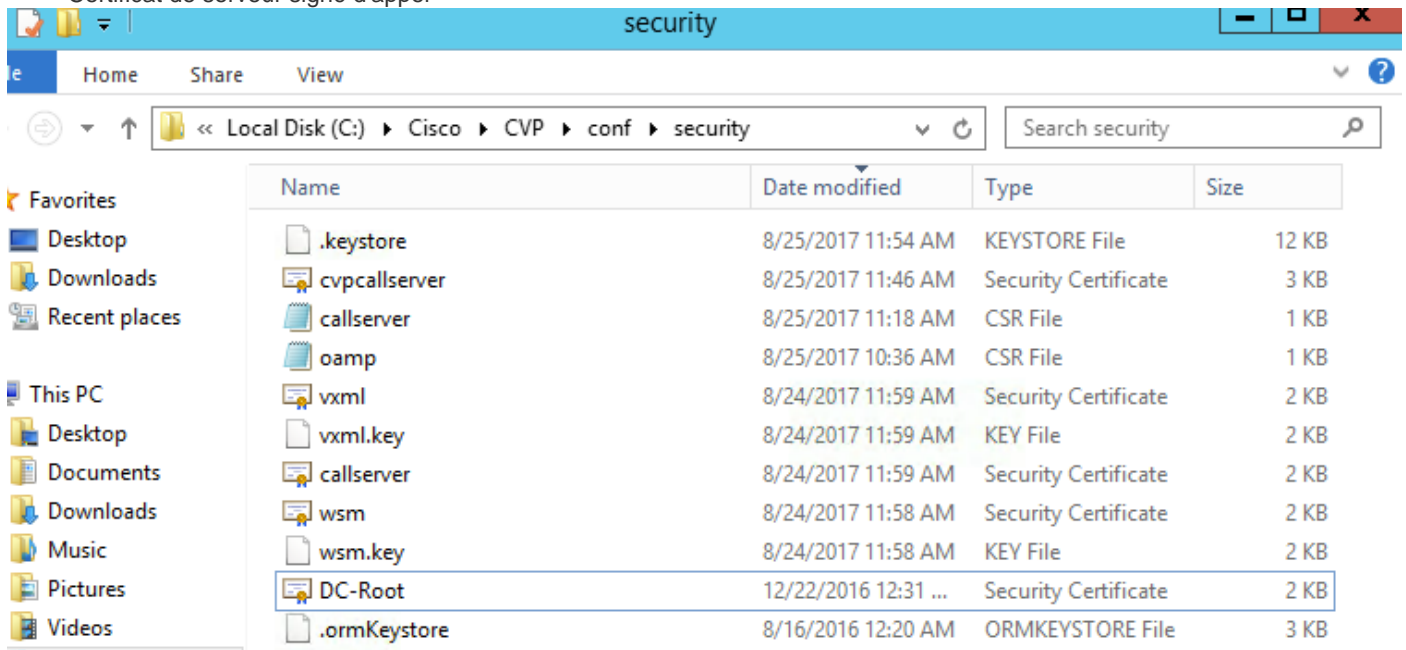 Certificat de serveur signé d'appel
security
Home Share View
« Local Disk (C:) Cisco CVP conf security Search security
Name Date modified Type Size
Favorites
Desktop .keystore 8/25/2017 11:54 AM KEYSTORE File 12 KB
Downloads cvpcallserver 8/25/2017 11:46 AM Security Certificate 3 KB
Recent places callserver 8/25/2017 11:18 AM CSR File 1 KB
oamp 8/25/2017 10:36 AM CSR File 1 KB
This PC vxml 8/24/2017 11:59 AM Security Certificate 2 KB
Desktop vxml.key 8/24/2017 11:59 AM KEY File 2 KB
Documents callserver 8/24/2017 11:59 AM Security Certificate 2 KB
Downloads wsm 8/24/2017 11:58 AM Security Certificate 2 KB
Music wsm.key 8/24/2017 11:58 AM KEY File 2 KB
Pictures DC-Root 12/22/2016 12:31 ... Security Certificate 2 KB
Videos .ormKeystore 8/16/2016 12:20 AM ORMKEYSTORE File 3 KB